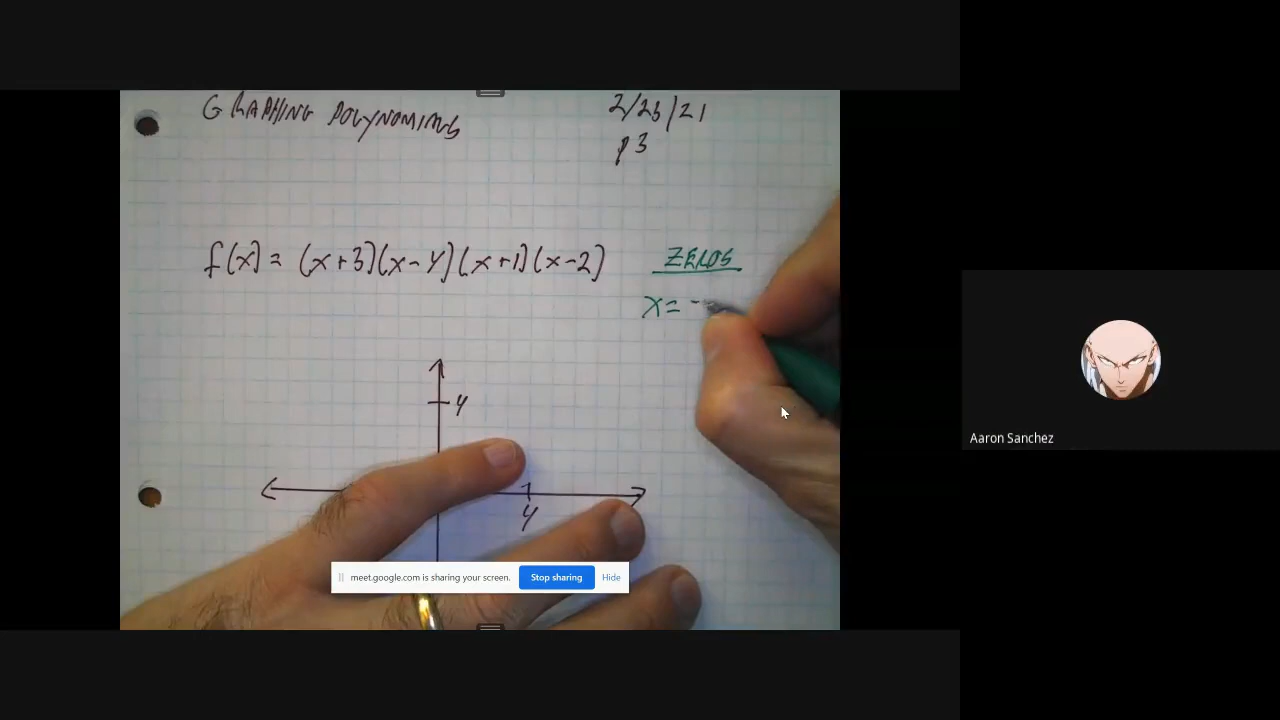 GRAPHING POLYNOMIALS
2/26/21
p3
f(x) = (x+3)(x-4)(x+1)(x-2)
ZEROS
x= -
4
4
meet.google.com is sharing your screen. Stop sharing Hide
Aaron Sanchez